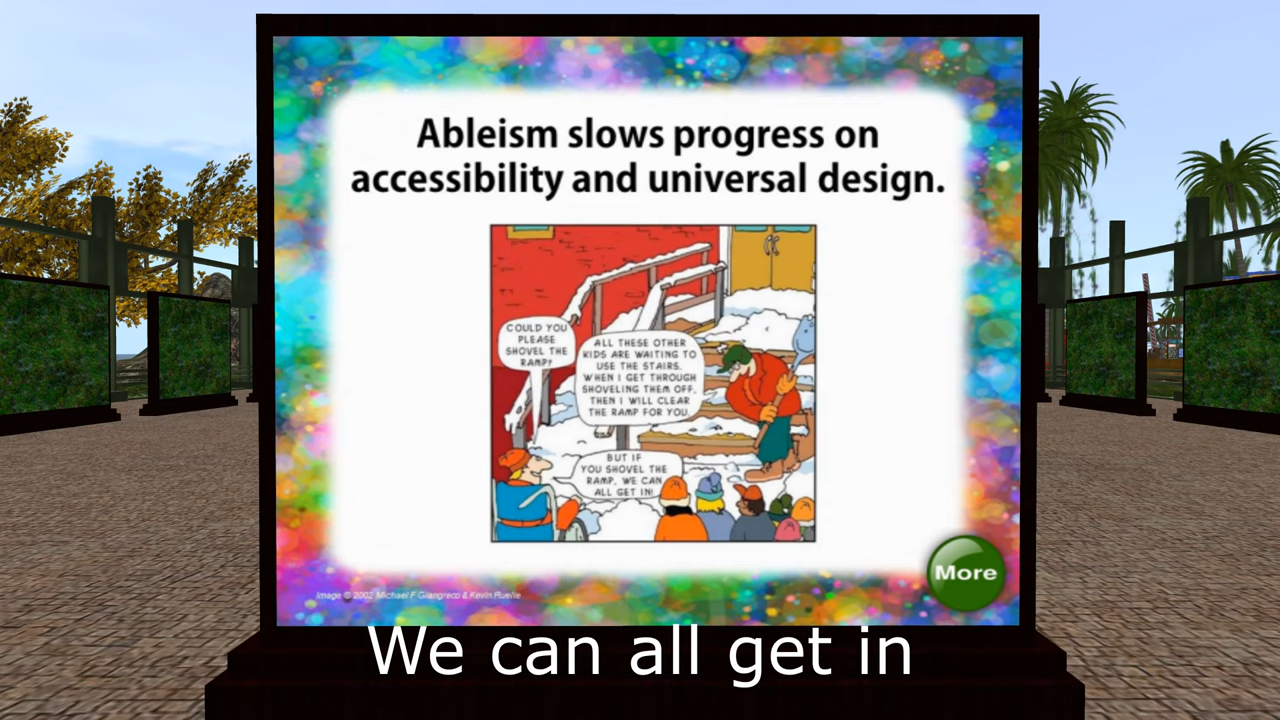 Ableism slows progress on
accessibility and universal design.
COULD YOU
PLEASE
SHOVEL THE
RAMP?
ALL THESE OTHER
KIDS ARE WAITING TO
USE THE STAIRS.
WHEN I GET THROUGH
SHOVELING THEM OFF,
THEN I WILL CLEAR
THE RAMP FOR YOU.
BUT IF
YOU SHOVEL THE
RAMP, WE CAN
ALL GET IN!
More
Image © 2002 Michael F Giangreco & Kevin Ruelle
We can all get in